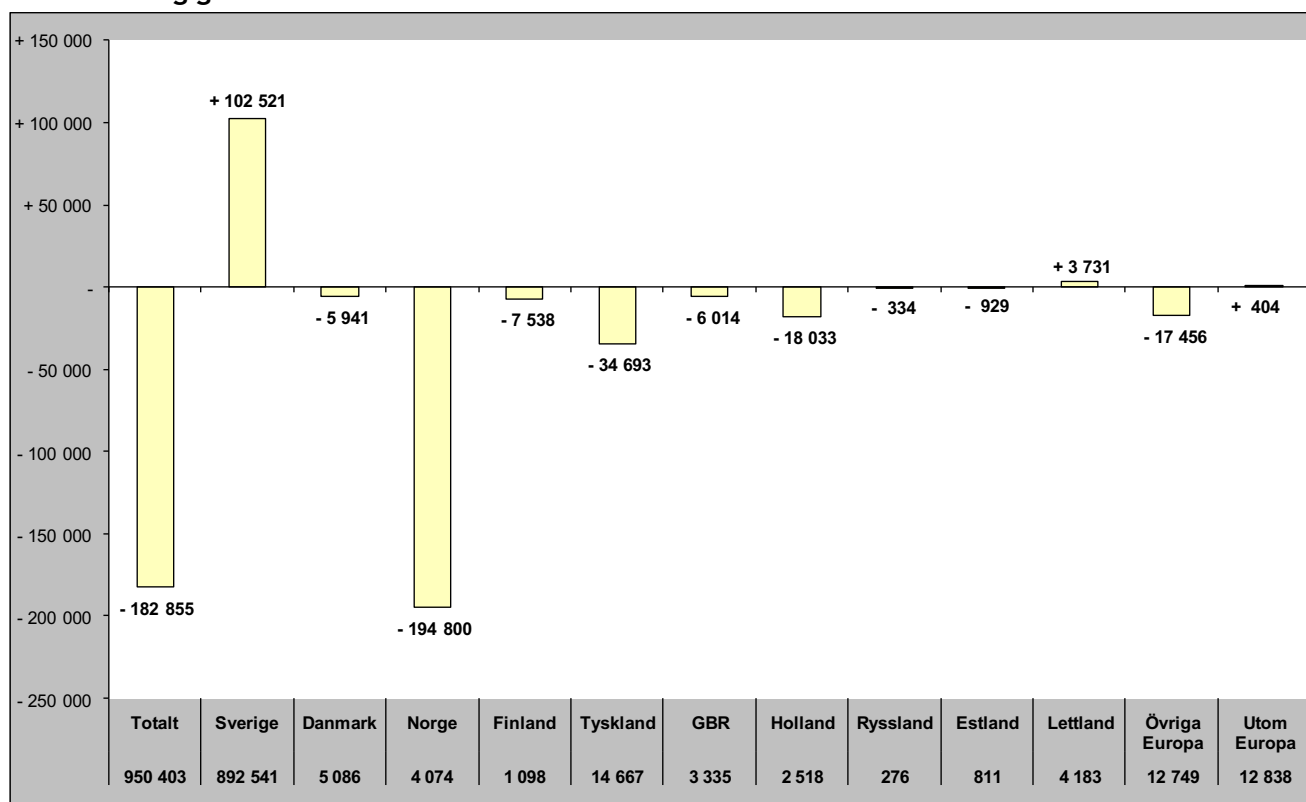 + 150 000
+ 102 521
+ 100 000
+ 50 000
+ 3 731
-
- 5 941
- 7 538
- 34 693
- 6 014
- 18 033
- 334
- 929
- 17 456
+ 404
- 50 000
- 100 000
- 150 000
- 182 855
- 200 000
- 194 800
- 250 000
Totalt Sverige Danmark Norge Finland Tyskland GBR Holland Ryssland Estland Lettland Övriga Europa Utom Europa
950 403 892 541 5 086 4 074 1 098 14 667 3 335 2 518 276 811 4 183 12 749 12 838